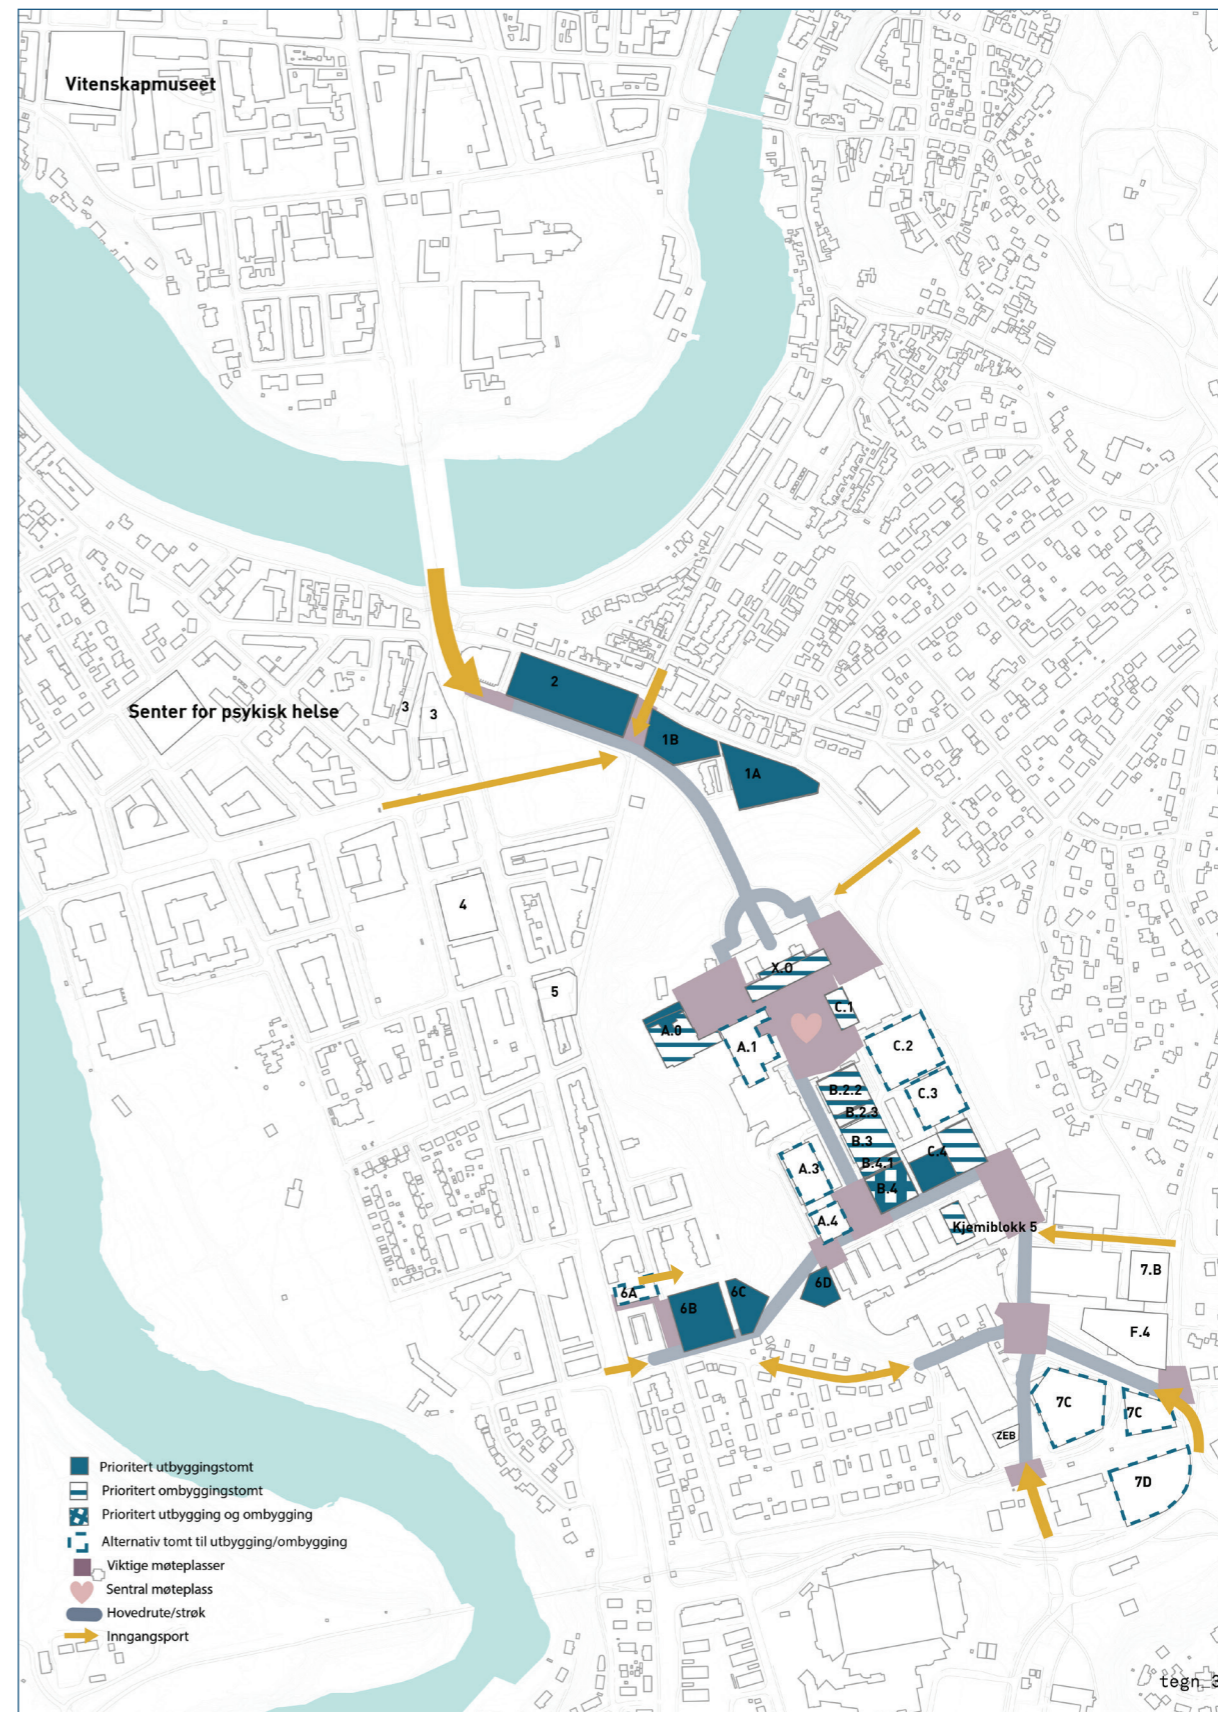 Vitenskapmuseet
2
3
3
Senter for psykisk helse
1B
1A
4
5
X.0
C.1
A.0
A.1
C.2
B.2.2
C.3
B.2.3
B.3
C.4
B.4.1
A.3
B.4
A.4
Kjemiblokk 5
7.B
6D
6A
6C
6B
F.4
7C
7C
ZEB
7D
Prioritert utbyggingstomt
Prioritert ombyggingstomt
Prioritert utbygging og ombygging
Alternativ tomt til utbygging/ombygging
Viktige møteplasser
Sentral møteplass
Hovedrute/strøk
Inngangsport
tegn_3